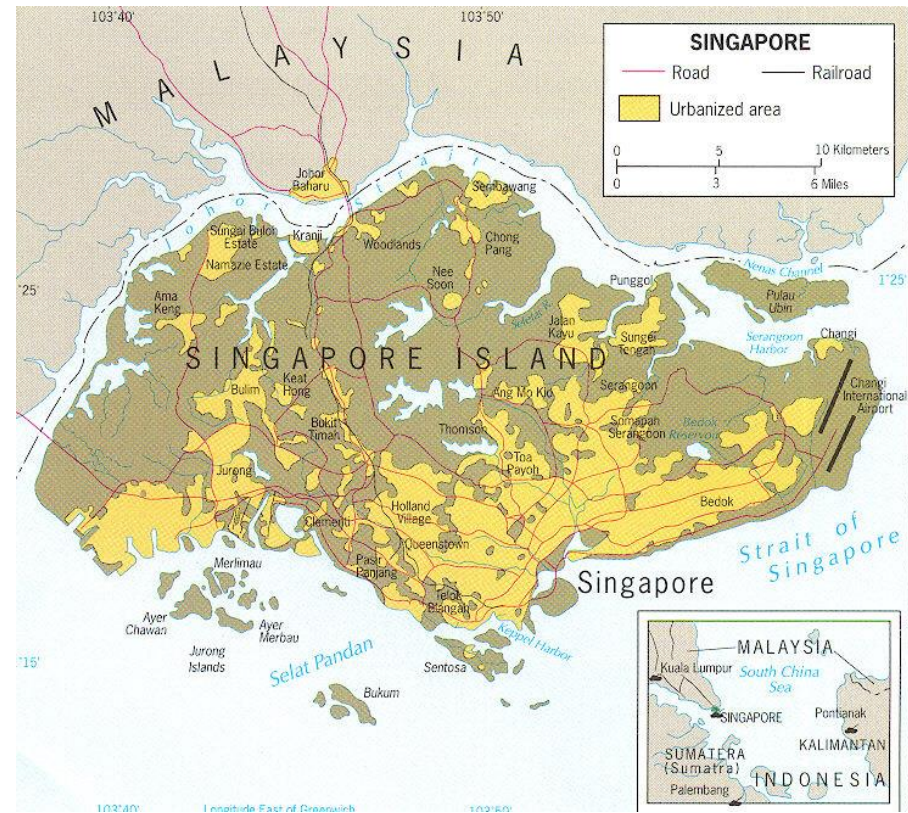 103°40'
103°50'
MALAYSIA
SINGAPORE
Road
Railroad
Urbanized area
0
5
10 Kilometers
0
3
6 Miles
Johor
Baharu
Strait
Sembawang
Johor
Sungai Buloh
Estate
Kranji
Woodlands
Chong
Pang
Namazie Estate
Nenas Channel
Nee
Soon
Punggol
1°25'
°25'
Pulau
Ubin
Ama
Keng
Seletar R.
Jalan
Kayu
Sungei
Tengah
Serangoon
Harbor
Changi
SINGAPORE ISLAND
Keat
Hong
Bulim
Ang Mo Kio
Serangoon
Changi
International
Airport
Bukit
Timah
Thomson
Somapan
Serangoon
Bedok
Reservoir
Toa
Payoh
Jurong
Holland
Village
Bedok
Clementi
Queenstown
Strait of
Singapore
Merlimau
Pasir
Panjang
Singapore
Telok
Blangah
Ayer
Chawan
Ayer
Merbau
Keppel Harbor
Jurong
Islands
Selat Pandan
Sentosa
°15'
Bukum
MALAYSIA
Kuala Lumpur
South China
Sea
SINGAPORE
Pontianak
KALIMANTAN
SUMATERA
(Sumatra)
INDONESIA
Palembang
103°40'
Longitude East of Greenwich
103°50'